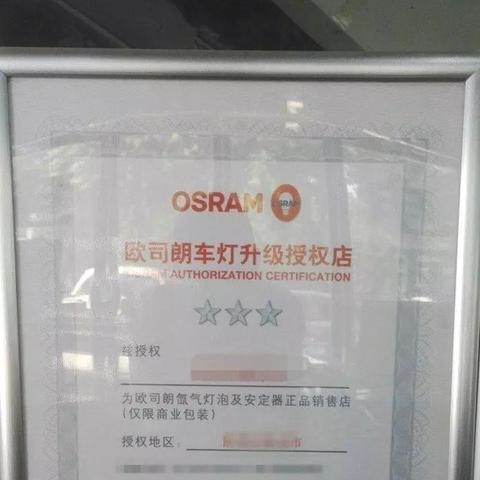 OSRAM OSRAM
欧司朗车灯升级授权店
AUTHORIZATION CERTIFICATION
兹授权
为欧司朗氙气灯泡及安定器正品销售店
(仅限商业包装)
授权地区: